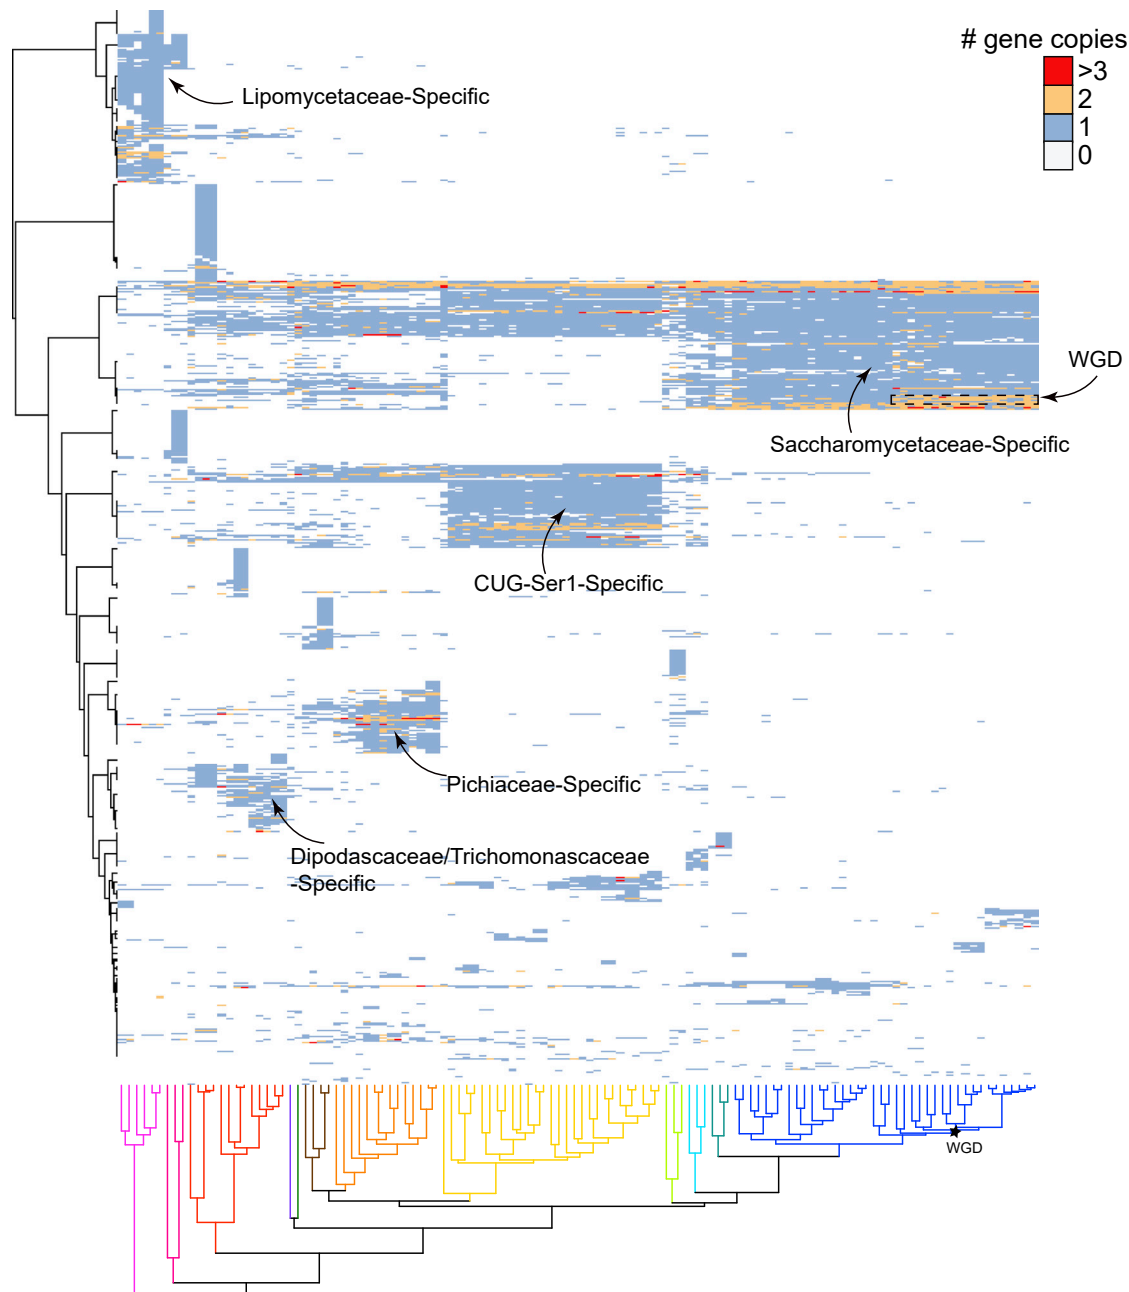 # gene copies
>3
2
1
0
Lipomycetaceae-Specific
WGD
Saccharomycetaceae-Specific
CUG-Ser1-Specific
Pichiaceae-Specific
Dipodascaceae/Trichomonascaceae
-Specific
WGD